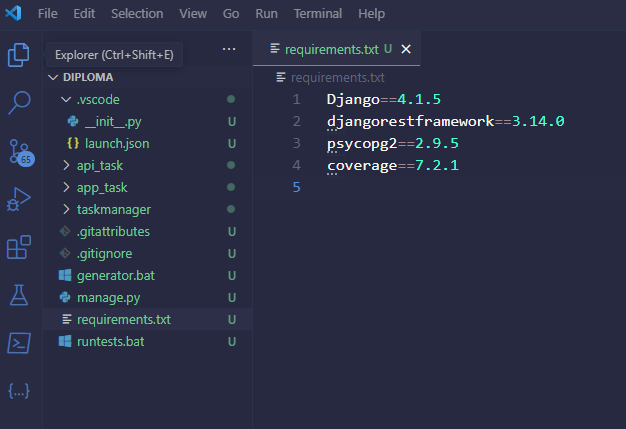 File Edit Selection View Go Run Terminal Help
Explorer (Ctrl+Shift+E)
...
requirements.txt U
DIPLOMA
requirements.txt
.vscode
__init__.py U
launch.json U
api_task
app_task
taskmanager
.gitattributes U
.gitignore U
generator.bat U
manage.py U
requirements.txt U
runtests.bat U
65
{...}
1 Django==4.1.5
2 djangorestframework==3.14.0
3 psycopg2==2.9.5
4 coverage==7.2.1
5